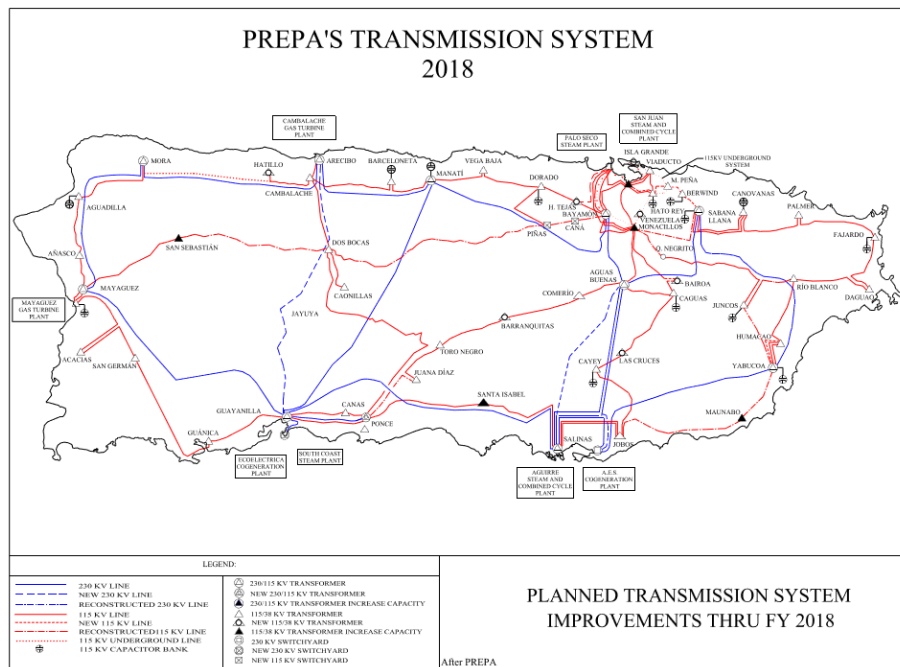 PREPA'S TRANSMISSION SYSTEM
2018
CAMBALACHE
GAS TURBINE
PLANT
PALO SECO
STEAM PLANT
SAN JUAN
STEAM AND
COMBINED CYCLE
PLANT
ISLA GRANDE
VIADUCTO
115KV UNDERGROUND
SYSTEM
MORA
HATILLO
ARECIBO
BARCELONETA
VEGA BAJA
CAMBALACHE
MANATÍ
DORADO
M. PEÑA
BERWIND
CANOVANAS
AGUADILLA
H. TEJAS
BAYAMON
HATO REY
SABANA
LLANA
PALMER
PIÑAS
CANÁ
VENEZUELA
MONACILLOS
FAJARDO
SAN SEBASTIÁN
DOS BOCAS
Q. NEGRITO
AÑASCO
MAYAGUEZ
CAONILLAS
AGUAS
BUENAS
BAIROA
RÍO BLANCO
DAGUAO
MAYAGUEZ
GAS TURBINE
PLANT
JAYUYA
COMERÍO
CAGUAS
JUNCOS
BARRANQUITAS
HUMACAO
ACACIAS
SAN GERMÁN
TORO NEGRO
JUANA DÍAZ
CAYEY
LAS CRUCES
YABUCOA
GUAYANILLA
CANAS
SANTA ISABEL
MAUNABO
PONCE
GUÁNICA
SALINAS
JOBOS
ECOELECTRICA
COGENERATION
PLANT
SOUTH COAST
STEAM PLANT
AGUIRRE
STEAM AND
COMBINED CYCLE
PLANT
A.E.S.
COGENERATION
PLANT
LEGEND:
230 KV LINE
NEW 230 KV LINE
RECONSTRUCTED 230 KV LINE
115 KV LINE
NEW 115 KV LINE
RECONSTRUCTED115 KV LINE
115 KV UNDERGROUND LINE
115 KV CAPACITOR BANK
230/115 KV TRANSFORMER
NEW 230/115 KV TRANSFORMER
230/115 KV TRANSFORMER INCREASE CAPACITY
115/38 KV TRANSFORMER
NEW 115/38 KV TRANSFORMER
115/38 KV TRANSFORMER INCREASE CAPACITY
230 KV SWITCHYARD
NEW 230 KV SWITCHYARD
NEW 115 KV SWITCHYARD
PLANNED TRANSMISSION SYSTEM
IMPROVEMENTS THRU FY 2018
After PREPA